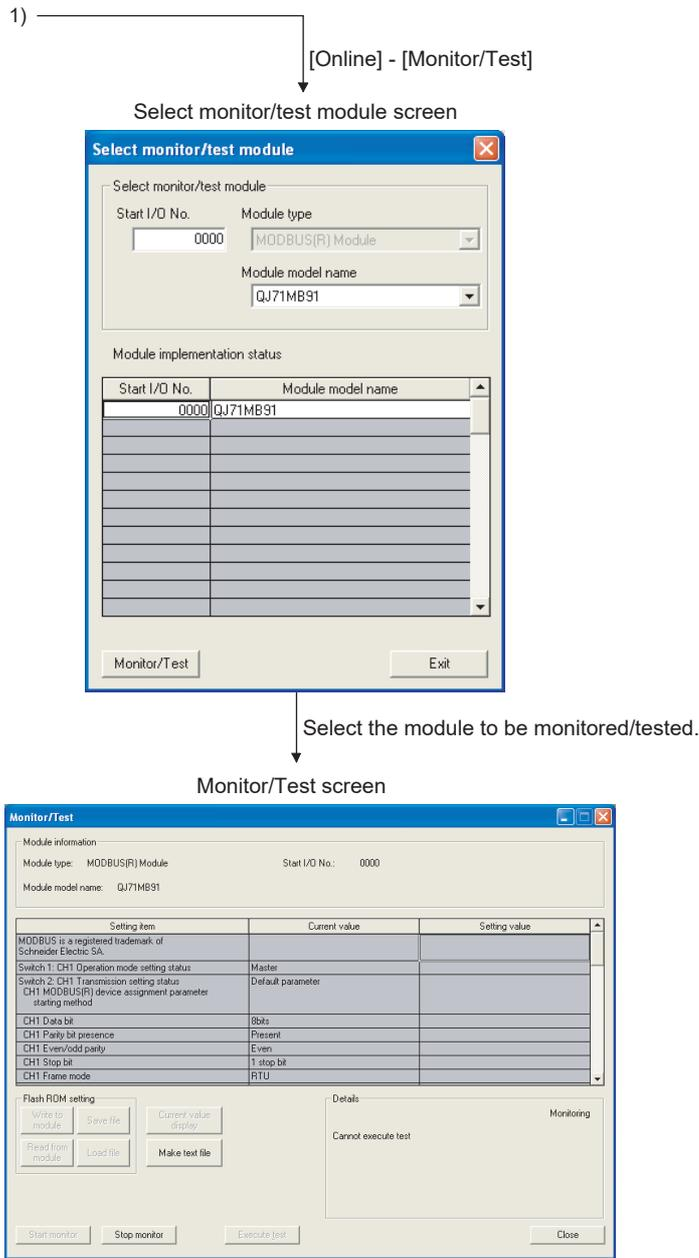 1)
[Online] - [Monitor/Test]
Select monitor/test module screen
Select monitor/test module
Select monitor/test module
Start I/O No.
Module type
0000
MODBUS(R) Module
Module model name
QJ71MB91
Module implementation status
Start I/O No. Module model name
0000 QJ71MB91
Monitor/Test Exit
Select the module to be monitored/tested.
Monitor/Test screen
Monitor/Test
Module information
Module type: MODBUS(R) Module Start I/O No.: 0000
Module model name: QJ71MB91
Setting item Current value Setting value
MODBUS is a registered trademark of
Schneider Electric SA.
Switch 1: CH1 Operation mode setting status Master
Switch 2: CH1 Transmission setting status Default parameter
CH1 MODBUS(R) device assignment parameter
starting method
CH1 Data bit 8bits
CH1 Parity bit presence Present
CH1 Even/odd parity Even
CH1 Stop bit 1 stop bit
CH1 Frame mode RTU
Flash ROM setting
Write to
module
Save file
Current value
display
Read from
module
Load file
Make text file
Details
Monitoring
Cannot execute test
Start monitor Stop monitor Execute test Close